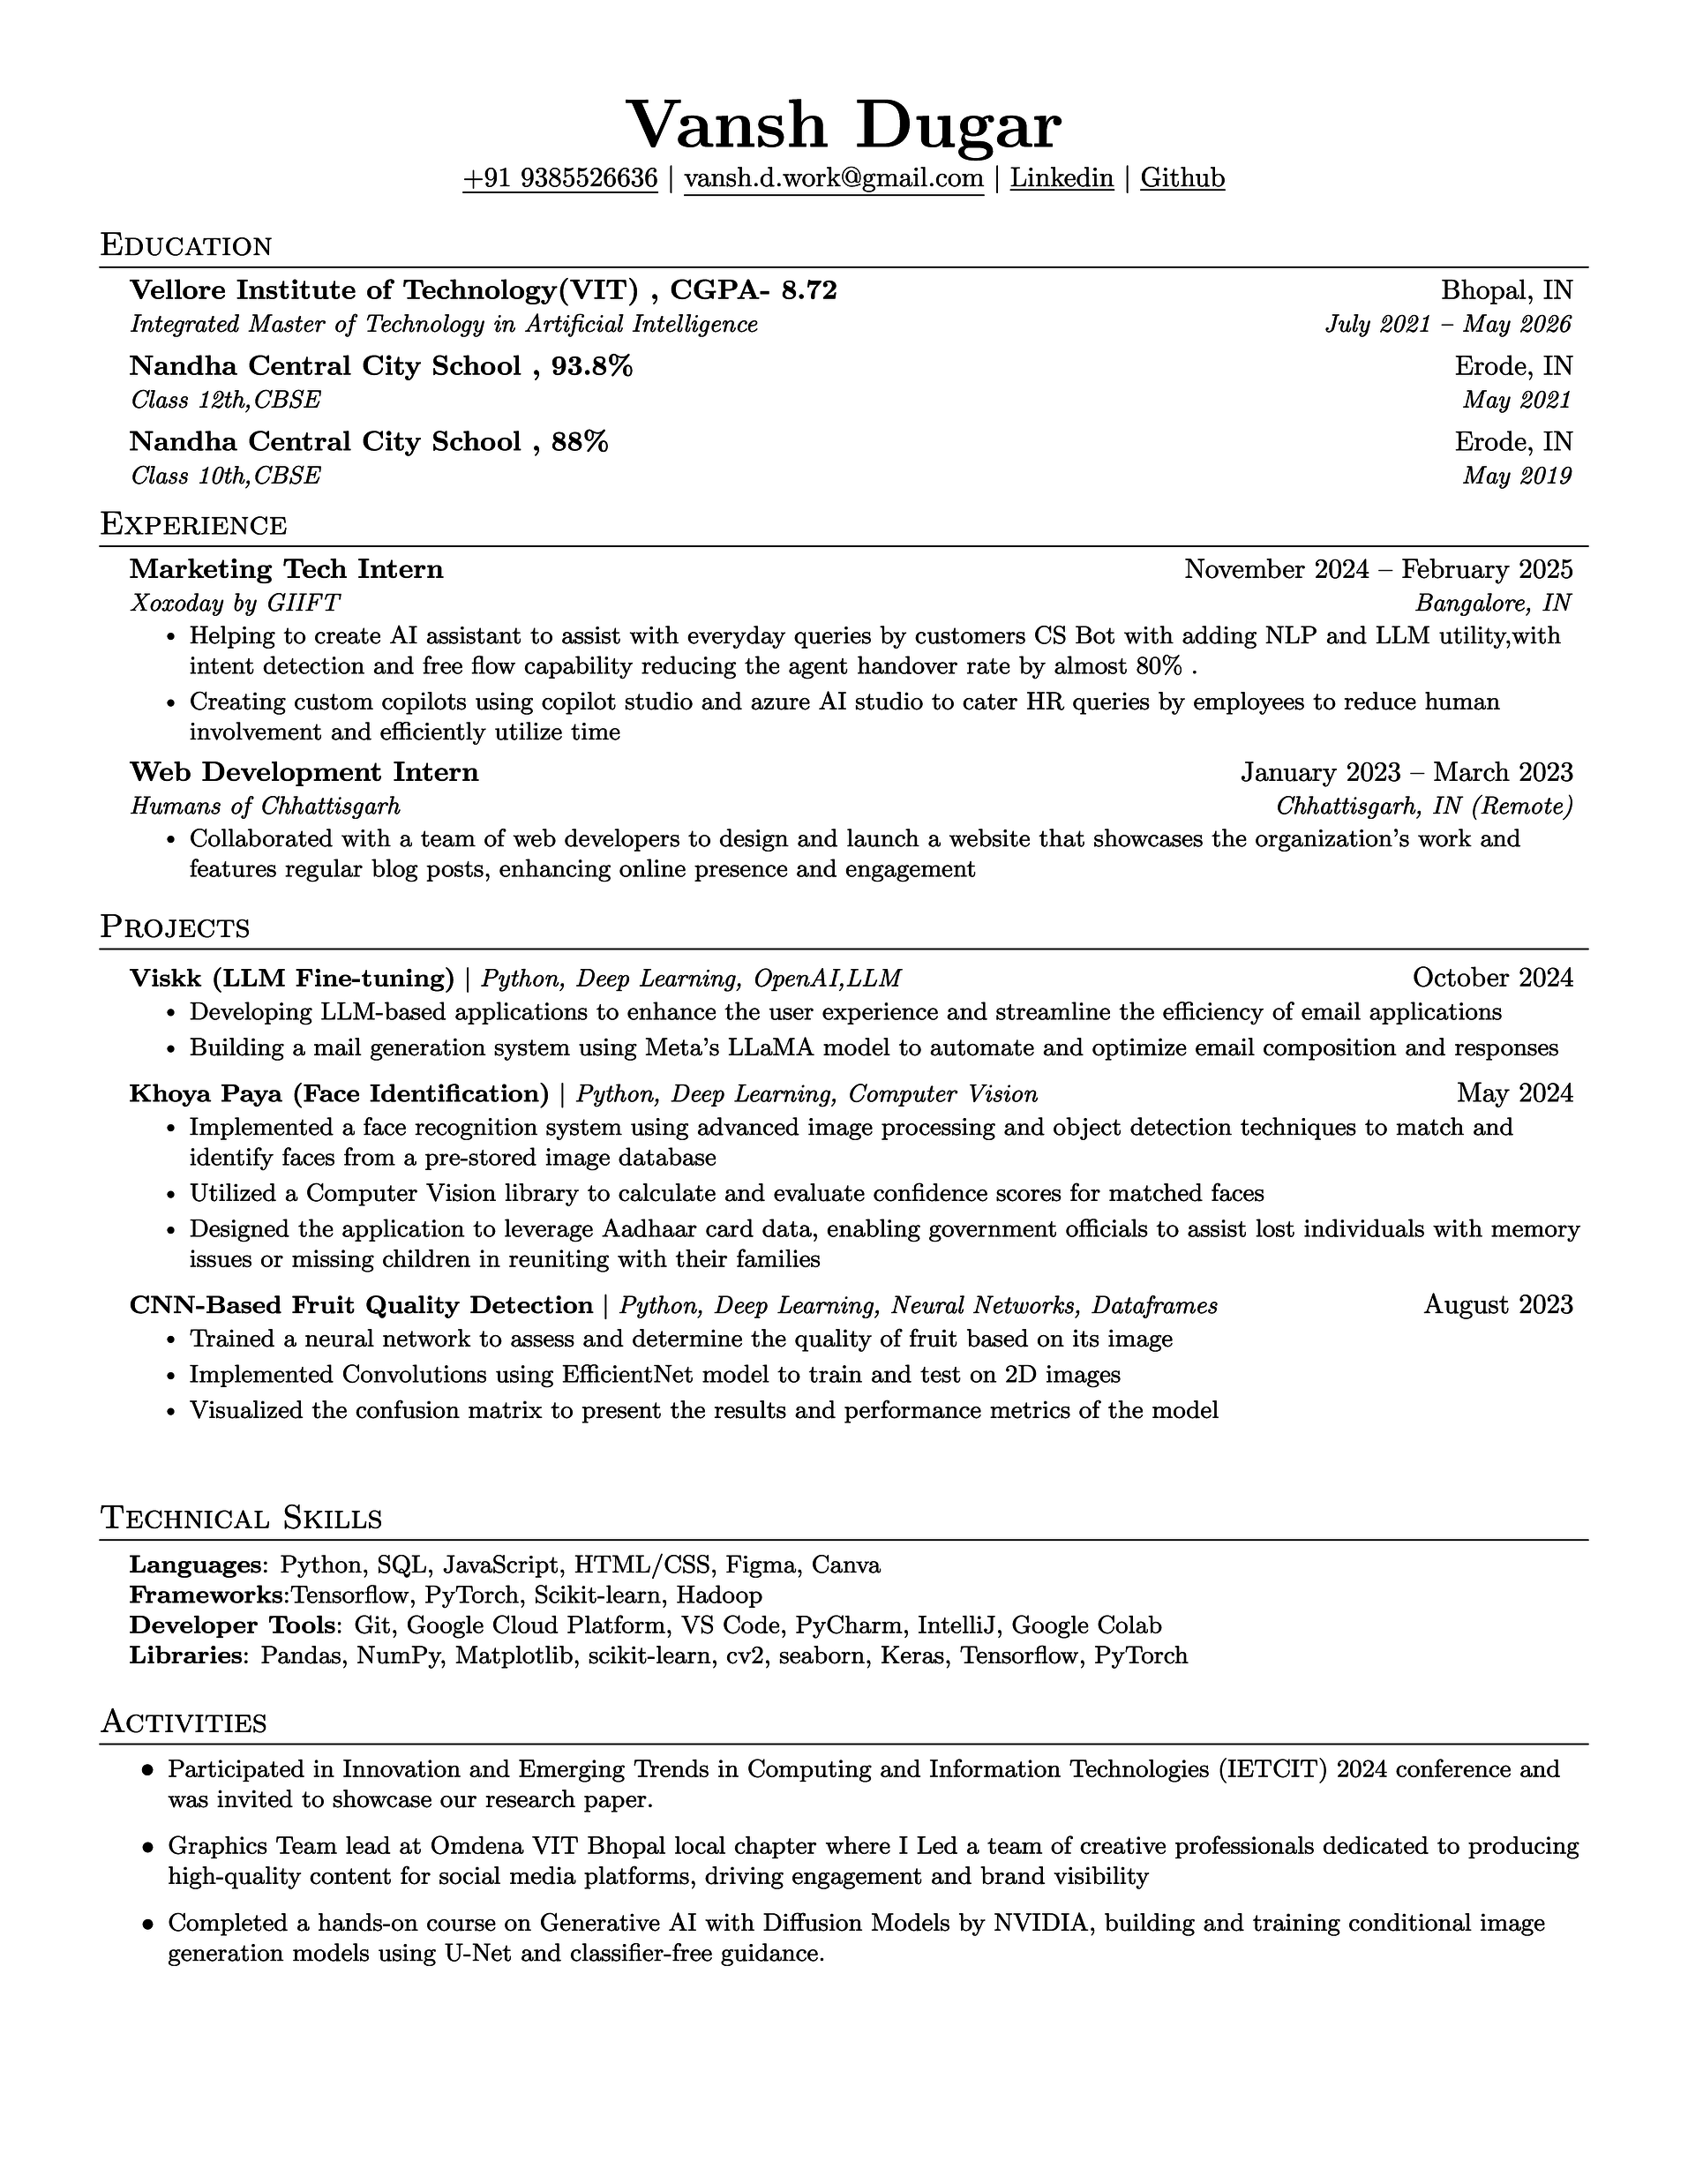 Vansh Dugar
+91 9385526636 | vansh.d.work@gmail.com | Linkedin | Github
Education
Vellore Institute of Technology(VIT) , CGPA- 8.72 Bhopal, IN
Integrated Master of Technology in Artificial Intelligence July 2021 – May 2026
Nandha Central City School , 93.8% Erode, IN
Class 12th,CBSE May 2021
Nandha Central City School , 88% Erode, IN
Class 10th,CBSE May 2019
Experience
Marketing Tech Intern November 2024 – February 2025
Xoxoday by GIIFT Bangalore, IN
• Helping to create AI assistant to assist with everyday queries by customers CS Bot with adding NLP and LLM utility,with
intent detection and free flow capability reducing the agent handover rate by almost 80% .
• Creating custom copilots using copilot studio and azure AI studio to cater HR queries by employees to reduce human
involvement and efficiently utilize time
Web Development Intern January 2023 – March 2023
Humans of Chhattisgarh Chhattisgarh, IN (Remote)
• Collaborated with a team of web developers to design and launch a website that showcases the organization's work and
features regular blog posts, enhancing online presence and engagement
Projects
Viskk (LLM Fine-tuning) | Python, Deep Learning, OpenAI,LLM October 2024
• Developing LLM-based applications to enhance the user experience and streamline the efficiency of email applications
• Building a mail generation system using Meta's LLaMA model to automate and optimize email composition and responses
Khoya Paya (Face Identification) | Python, Deep Learning, Computer Vision May 2024
• Implemented a face recognition system using advanced image processing and object detection techniques to match and
identify faces from a pre-stored image database
• Utilized a Computer Vision library to calculate and evaluate confidence scores for matched faces
• Designed the application to leverage Aadhaar card data, enabling government officials to assist lost individuals with memory
issues or missing children in reuniting with their families
CNN-Based Fruit Quality Detection | Python, Deep Learning, Neural Networks, Dataframes August 2023
• Trained a neural network to assess and determine the quality of fruit based on its image
• Implemented Convolutions using EfficientNet model to train and test on 2D images
• Visualized the confusion matrix to present the results and performance metrics of the model
Technical Skills
Languages: Python, SQL, JavaScript, HTML/CSS, Figma, Canva
Frameworks:Tensorflow, PyTorch, Scikit-learn, Hadoop
Developer Tools: Git, Google Cloud Platform, VS Code, PyCharm, IntelliJ, Google Colab
Libraries: Pandas, NumPy, Matplotlib, scikit-learn, cv2, seaborn, Keras, Tensorflow, PyTorch
Activities
• Participated in Innovation and Emerging Trends in Computing and Information Technologies (IETCIT) 2024 conference and
was invited to showcase our research paper.
• Graphics Team lead at Omdena VIT Bhopal local chapter where I Led a team of creative professionals dedicated to producing
high-quality content for social media platforms, driving engagement and brand visibility
• Completed a hands-on course on Generative AI with Diffusion Models by NVIDIA, building and training conditional image
generation models using U-Net and classifier-free guidance.